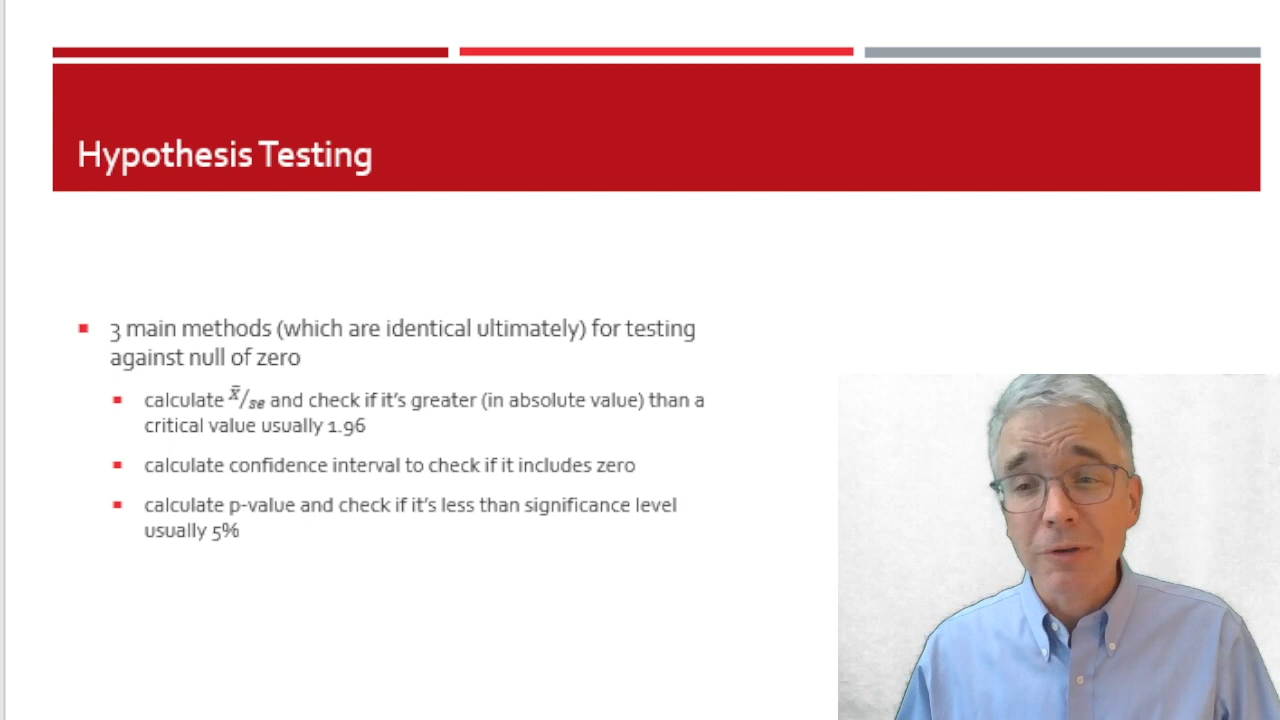 Hypothesis Testing
3 main methods (which are identical ultimately) for testing
against null of zero
calculate x̄/se and check if it's greater (in absolute value) than a
critical value usually 1.96
calculate confidence interval to check if it includes zero
calculate p-value and check if it's less than significance level
usually 5%